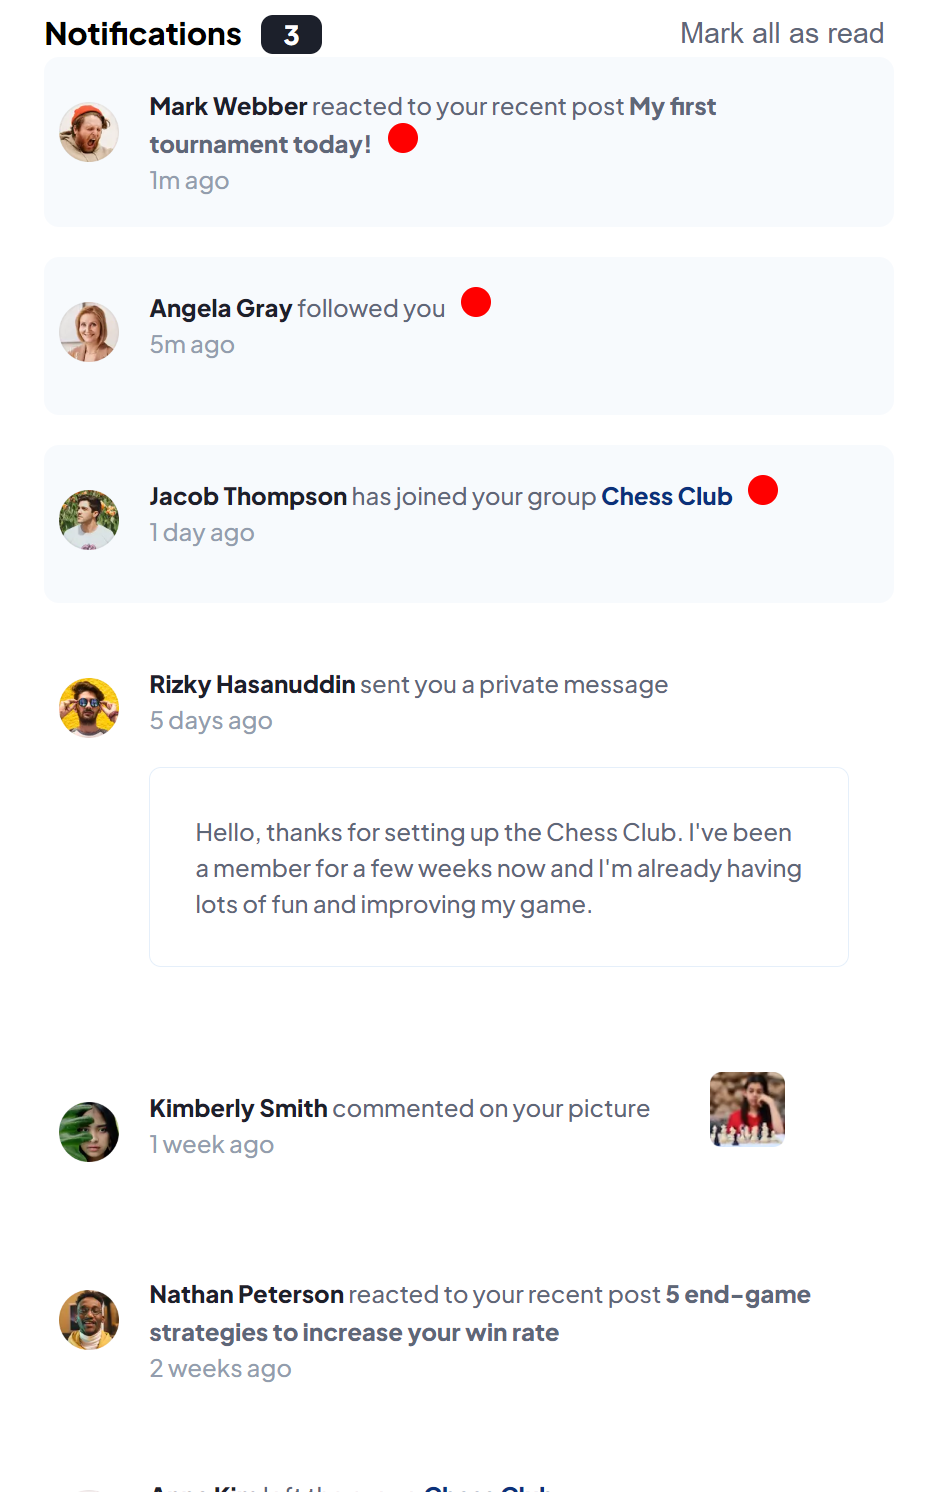 Notifications 3 Mark all as read
Mark Webber reacted to your recent post My first
tournament today!
1m ago
Angela Gray followed you
5m ago
Jacob Thompson has joined your group Chess Club
1 day ago
Rizky Hasanuddin sent you a private message
5 days ago
Hello, thanks for setting up the Chess Club. I've been
a member for a few weeks now and I'm already having
lots of fun and improving my game.
Kimberly Smith commented on your picture
1 week ago
Nathan Peterson reacted to your recent post 5 end-game
strategies to increase your win rate
2 weeks ago